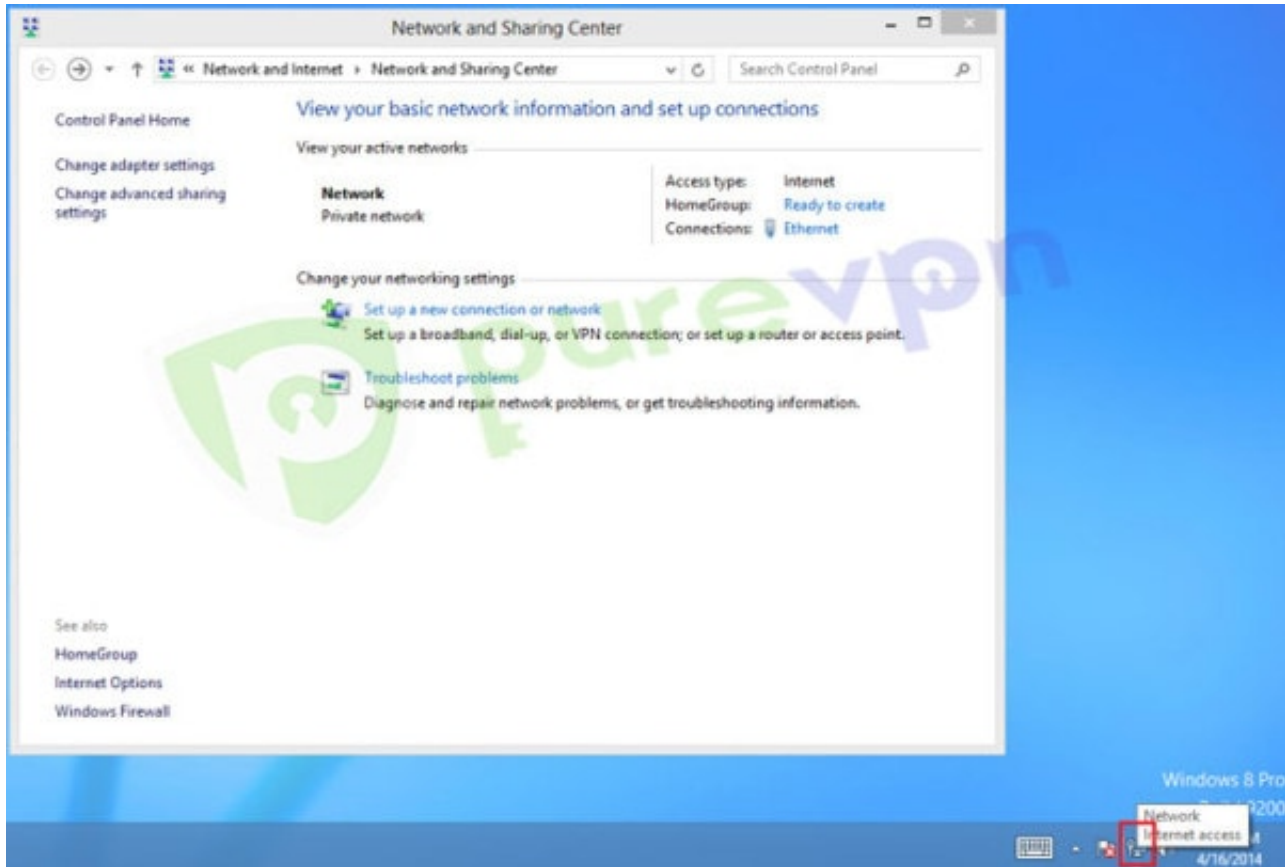 Network and Sharing Center
« Network and Internet › Network and Sharing Center
Search Control Panel
Control Panel Home
Change adapter settings
Change advanced sharing
settings
View your basic network information and set up connections
View your active networks
Network
Private network
Access type: Internet
HomeGroup: Ready to create
Connections: Ethernet
Change your networking settings
Set up a new connection or network
Set up a broadband, dial-up, or VPN connection; or set up a router or access point.
Troubleshoot problems
Diagnose and repair network problems, or get troubleshooting information.
purevpn
See also
HomeGroup
Internet Options
Windows Firewall
Windows 8 Pro
9200
Network
Internet access
4/16/2014